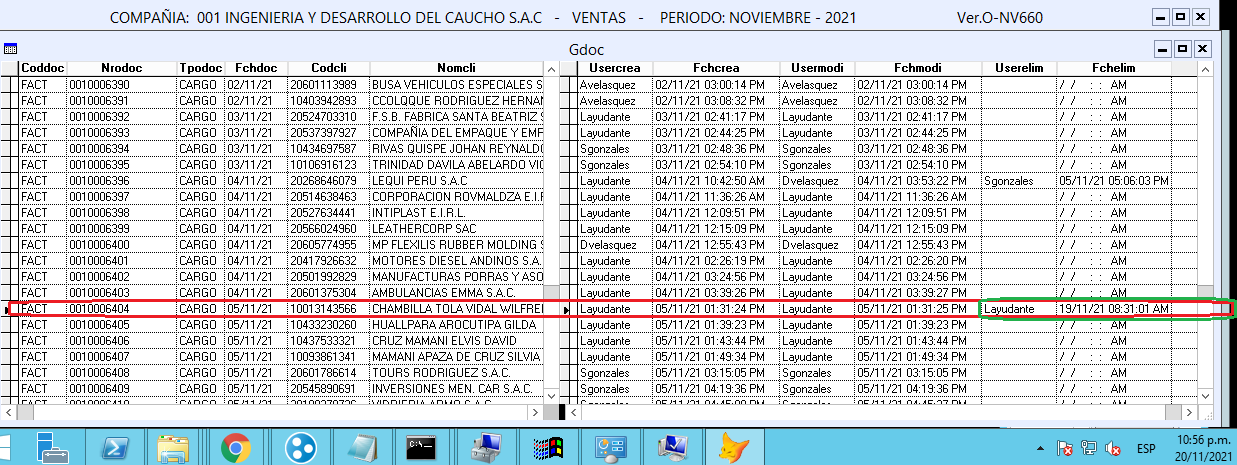 COMPAÑIA: 001 INGENIERIA Y DESARROLLO DEL CAUCHO S.A.C - VENTAS - PERIODO: NOVIEMBRE - 2021 Ver.O-NV660
Gdoc
Coddoc Nrodoc Tpodoc Fchdoc Codcli Nomcli Usercrea Fchcrea Usermodi Fchmodi Userelim Fchelim
FACT 0010006390 CARGO 02/11/21 20601113989 BUSA VEHICULOS ESPECIALES S Avelasquez 02/11/21 03:00:14 PM Avelasquez 02/11/21 03:00:14 PM / / : : AM
FACT 0010006391 CARGO 02/11/21 10403942893 CCOLQQUE RODRIGUEZ HERNAN Avelasquez 02/11/21 03:08:32 PM Avelasquez 02/11/21 03:08:32 PM / / : : AM
FACT 0010006392 CARGO 03/11/21 20524703310 F.S.B. FABRICA SANTA BEATRIZ S Layudante 03/11/21 02:41:17 PM Layudante 03/11/21 02:41:17 PM / / : : AM
FACT 0010006393 CARGO 03/11/21 20537397927 COMPAÑIA DEL EMPAQUE Y EMP Layudante 03/11/21 02:44:25 PM Layudante 03/11/21 02:44:25 PM / / : : AM
FACT 0010006394 CARGO 03/11/21 10434697587 RIVAS QUISPE JOHAN REYNALDO Sgonzales 03/11/21 02:48:36 PM Sgonzales 03/11/21 02:48:36 PM / / : : AM
FACT 0010006395 CARGO 03/11/21 10106916123 TRINIDAD DAVILA ABELARDO VIC Sgonzales 03/11/21 02:54:10 PM Sgonzales 03/11/21 02:54:10 PM / / : : AM
FACT 0010006396 CARGO 04/11/21 20268646079 LEQUI PERU S.A.C Layudante 04/11/21 10:42:50 AM Dvelasquez 04/11/21 03:53:22 PM Sgonzales 05/11/21 05:06:03 PM
FACT 0010006397 CARGO 04/11/21 20514638463 CORPORACION ROVMALDZA E.I.F Layudante 04/11/21 11:36:26 AM Layudante 04/11/21 11:36:26 AM / / : : AM
FACT 0010006398 CARGO 04/11/21 20527634441 INTIPLAST E.I.R.L. Layudante 04/11/21 12:09:51 PM Layudante 04/11/21 12:09:51 PM / / : : AM
FACT 0010006399 CARGO 04/11/21 20566024960 LEATHERCORP SAC Layudante 04/11/21 12:15:09 PM Layudante 04/11/21 12:15:09 PM / / : : AM
FACT 0010006400 CARGO 04/11/21 20605774955 MP FLEXILIS RUBBER MOLDING S Dvelasquez 04/11/21 12:55:43 PM Dvelasquez 04/11/21 12:55:43 PM / / : : AM
FACT 0010006401 CARGO 04/11/21 20417926632 MOTORES DIESEL ANDINOS S.A. Layudante 04/11/21 02:26:19 PM Layudante 04/11/21 02:26:20 PM / / : : AM
FACT 0010006402 CARGO 04/11/21 20501992829 MANUFACTURAS PORRAS Y ASO Layudante 04/11/21 03:24:56 PM Layudante 04/11/21 03:24:56 PM / / : : AM
FACT 0010006403 CARGO 04/11/21 20601375304 AMBULANCIAS EMMA S.A.C. Layudante 04/11/21 03:39:26 PM Layudante 04/11/21 03:39:27 PM / / : : AM
FACT 0010006404 CARGO 05/11/21 10013143566 CHAMBILLA TOLA VIDAL WILFREI Layudante 05/11/21 01:31:24 PM Layudante 05/11/21 01:31:25 PM Layudante 19/11/21 08:31:01 AM
FACT 0010006405 CARGO 05/11/21 10433230260 HUALLPARA AROCUTIPA GILDA Layudante 05/11/21 01:39:23 PM Layudante 05/11/21 01:39:23 PM / / : : AM
FACT 0010006406 CARGO 05/11/21 10437533321 CRUZ MAMANI ELVIS DAVID Layudante 05/11/21 01:43:44 PM Layudante 05/11/21 01:43:44 PM / / : : AM
FACT 0010006407 CARGO 05/11/21 10093861341 MAMANI APAZA DE CRUZ SILVIA Layudante 05/11/21 01:49:34 PM Layudante 05/11/21 01:49:34 PM / / : : AM
FACT 0010006408 CARGO 05/11/21 20601786614 TOURS RODRIGUEZ S.A.C. Sgonzales 05/11/21 03:15:05 PM Sgonzales 05/11/21 03:15:05 PM / / : : AM
FACT 0010006409 CARGO 05/11/21 20545890691 INVERSIONES MEN. CAR S.A.C. Sgonzales 05/11/21 04:19:36 PM Sgonzales 05/11/21 04:19:36 PM / / : : AM
ESP 10:56 p.m.
20/11/2021